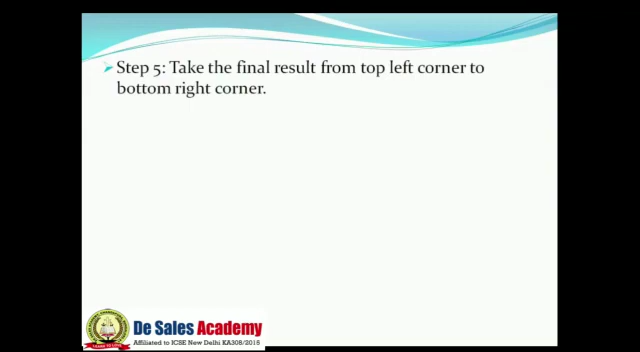 Step 5: Take the final result from top left corner to
bottom right corner.
De Sales Academy
Affiliated to ICSE New Delhi KA308/2015